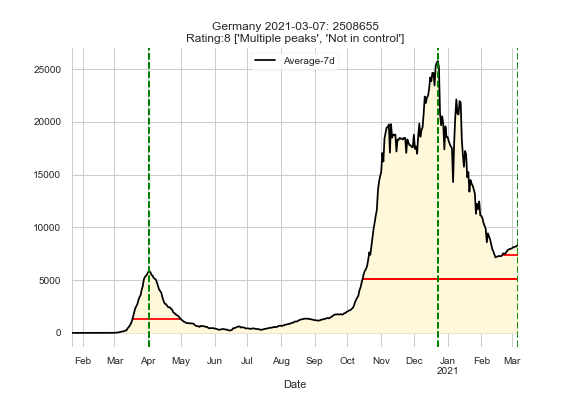 Germany 2021-03-07: 2508655
Rating:8 ['Multiple peaks', 'Not in control']
Average-7d
25000
20000
15000
10000
5000
0
Feb Mar Apr May Jun Jul Aug Sep Oct Nov Dec Jan Feb Mar
2021
Date